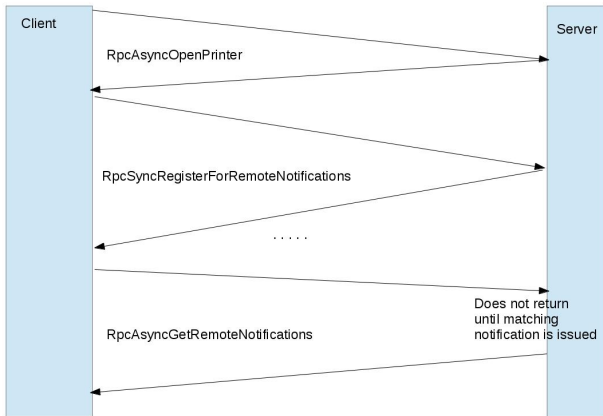 Client
Server
RpcAsyncOpenPrinter
RpcSyncRegisterForRemoteNotifications
. . . . .
Does not return
until matching
notification is issued
RpcAsyncGetRemoteNotifications